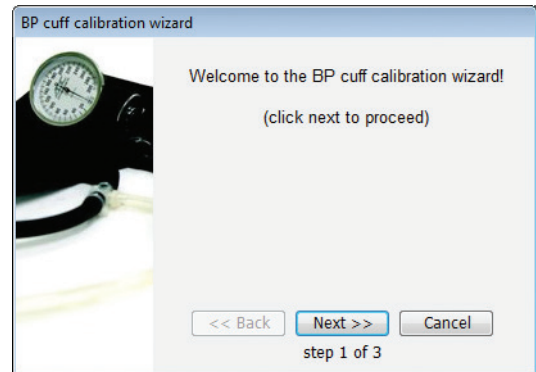 BP cuff calibration wizard
Welcome to the BP cuff calibration wizard!
(click next to proceed)
<< Back
Next >>
Cancel
step 1 of 3